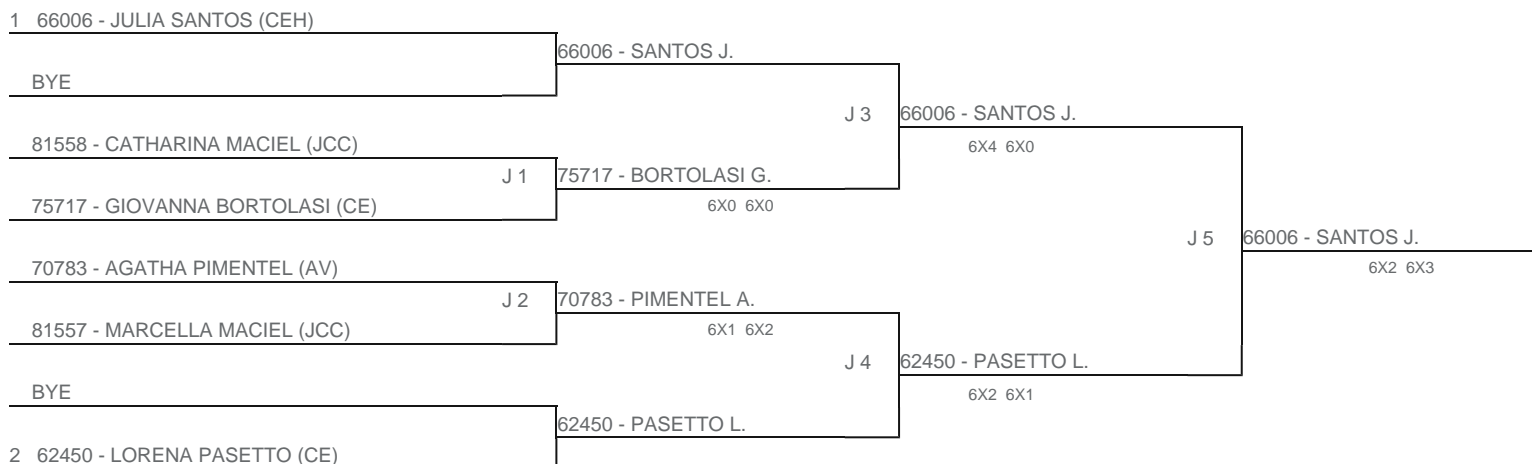 1 66006 - JULIA SANTOS (CEH)
66006 - SANTOS J.
BYE
J 3
66006 - SANTOS J.
81558 - CATHARINA MACIEL (JCC)
6X4 6X0
J 1
75717 - BORTOLASI G.
75717 - GIOVANNA BORTOLASI (CE)
6X0 6X0
J 5
66006 - SANTOS J.
70783 - AGATHA PIMENTEL (AV)
6X2 6X3
J 2
70783 - PIMENTEL A.
81557 - MARCELLA MACIEL (JCC)
6X1 6X2
J 4
62450 - PASETTO L.
BYE
6X2 6X1
62450 - PASETTO L.
2 62450 - LORENA PASETTO (CE)